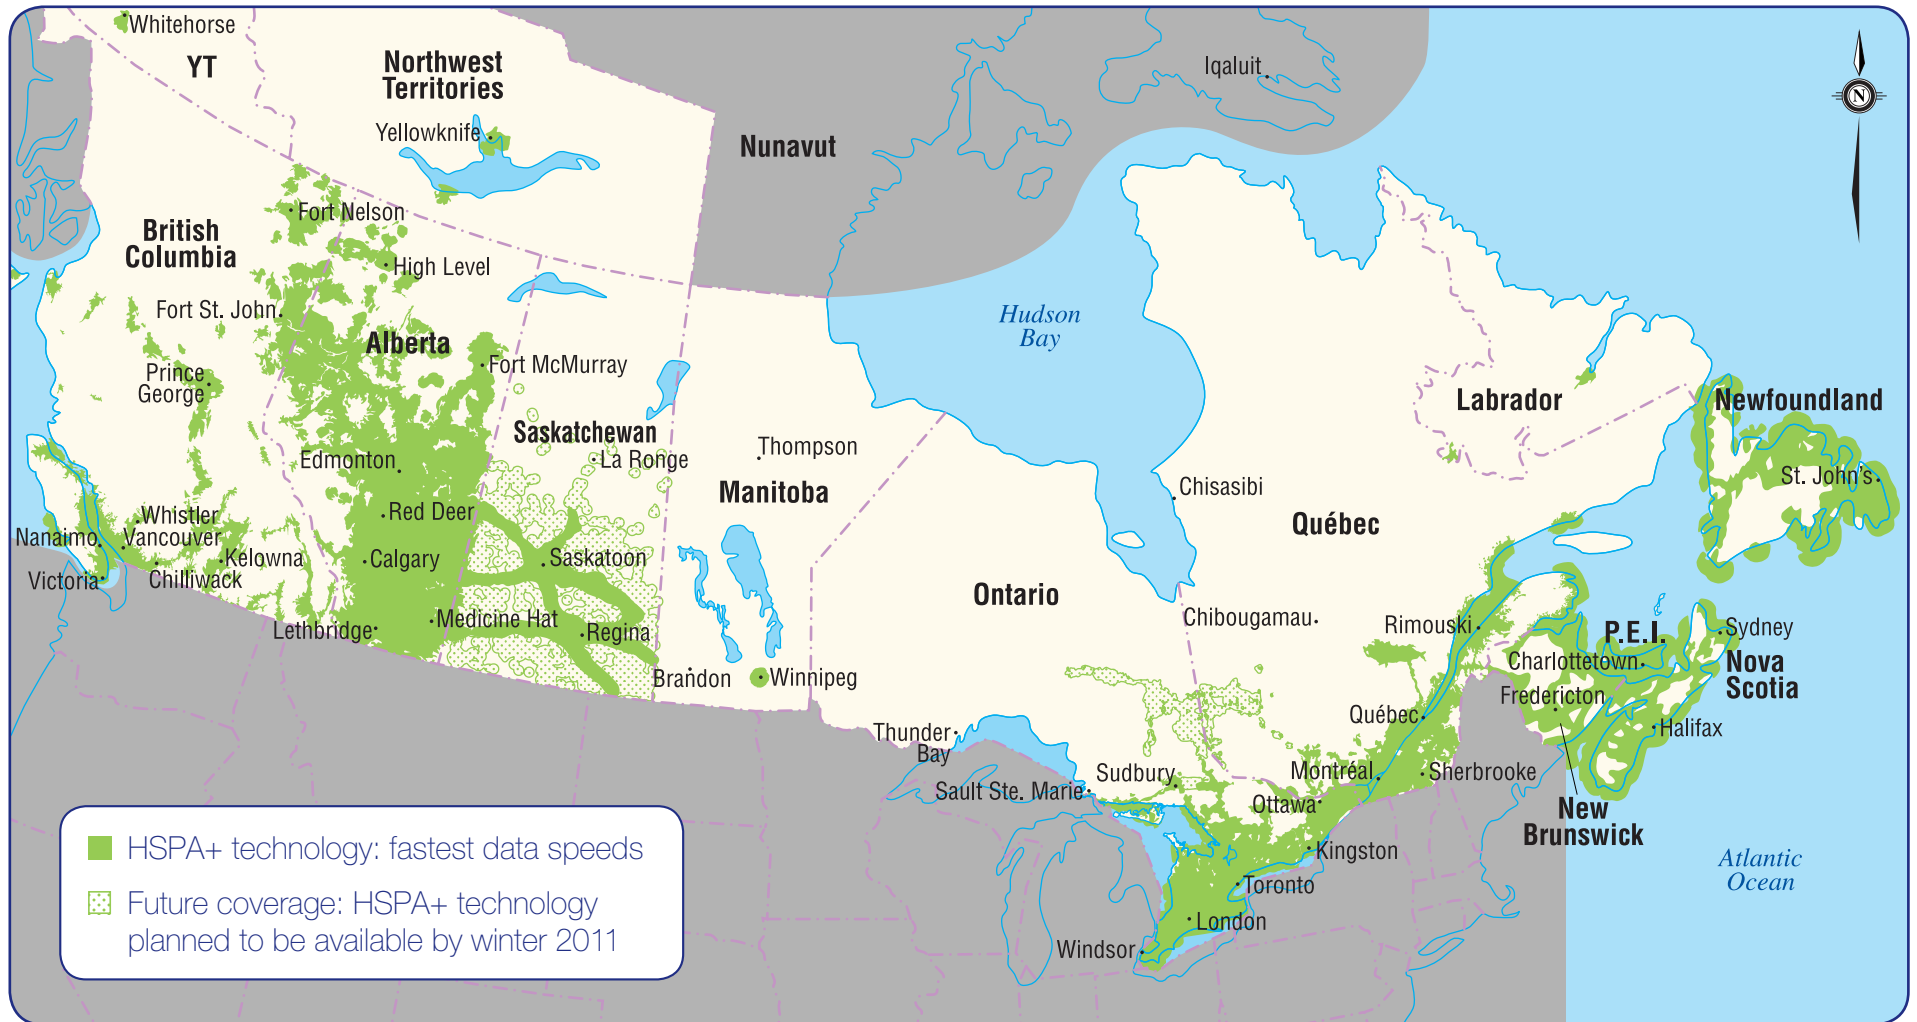 Whitehorse
YT
Northwest
Territories
Iqaluit
N
Yellowknife
Nunavut
Fort Nelson
British
Columbia
High Level
Fort St. John
Hudson
Bay
Alberta
Fort McMurray
Prince
George
Labrador
Newfoundland
Saskatchewan
La Ronge
Thompson
Edmonton
St. John's
Manitoba
Chisasibi
Red Deer
Whistler
Québec
Nanaimo
Vancouver
Kelowna
Calgary
Saskatoon
Victoria
Chilliwack
Ontario
Medicine Hat
Chibougamau
Rimouski
Lethbridge
Regina
P.E.I.
Sydney
Charlottetown
Nova
Scotia
Brandon
Winnipeg
Fredericton
Québec
Halifax
Thunder
Bay
Sudbury
Montréal
Sherbrooke
Sault Ste. Marie
Ottawa
New
Brunswick
Kingston
HSPA+ technology: fastest data speeds
Atlantic
Ocean
Toronto
Future coverage: HSPA+ technology
planned to be available by winter 2011
London
Windsor